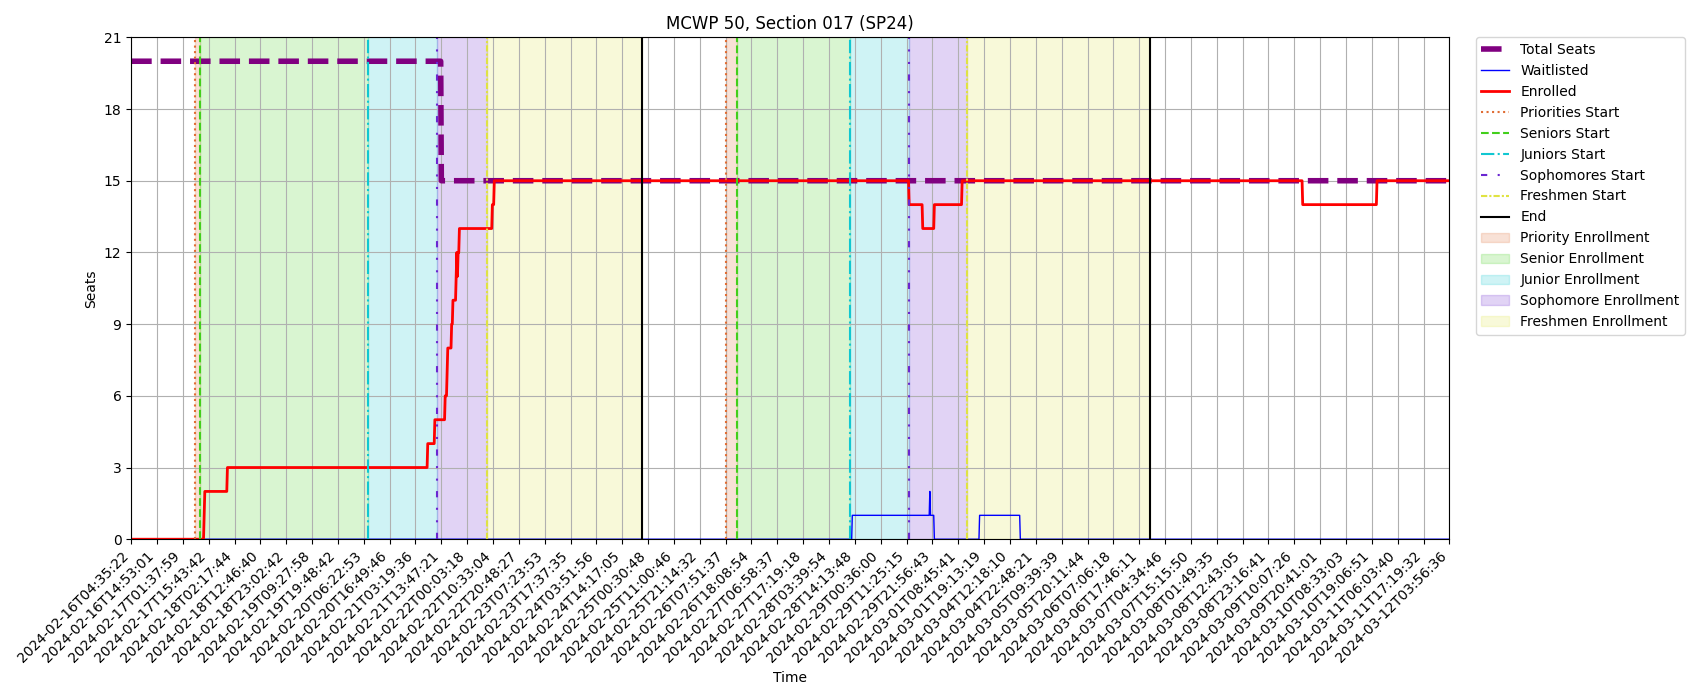 MCWP 50, Section 017 (SP24)
21
18
15
12
9
6
3
0
Seats
2024-02-16T04:35:22
2024-02-16T14:53:01
2024-02-17T01:37:59
2024-02-17T15:43:42
2024-02-18T02:17:44
2024-02-18T12:46:40
2024-02-18T23:02:42
2024-02-19T09:27:58
2024-02-19T19:48:42
2024-02-20T06:22:53
2024-02-20T16:49:46
2024-02-21T03:19:36
2024-02-21T13:47:21
2024-02-22T00:03:18
2024-02-22T10:33:04
2024-02-22T20:48:27
2024-02-23T07:23:53
2024-02-23T17:37:35
2024-02-24T03:51:56
2024-02-24T14:17:05
2024-02-25T00:30:48
2024-02-25T11:00:46
2024-02-25T21:14:32
2024-02-26T07:51:37
2024-02-26T18:08:54
2024-02-27T06:58:37
2024-02-27T17:19:18
2024-02-28T03:39:54
2024-02-28T14:13:48
2024-02-29T00:36:00
2024-02-29T11:25:15
2024-02-29T21:56:43
2024-03-01T08:45:41
2024-03-01T19:13:19
2024-03-04T12:18:10
2024-03-04T22:48:21
2024-03-05T09:39:39
2024-03-05T20:11:44
2024-03-06T07:06:18
2024-03-06T17:46:11
2024-03-07T04:34:46
2024-03-07T15:15:50
2024-03-08T01:49:35
2024-03-08T12:43:05
2024-03-08T23:16:41
2024-03-09T10:07:26
2024-03-09T20:41:01
2024-03-10T08:33:03
2024-03-10T19:06:51
2024-03-11T06:03:40
2024-03-11T17:19:32
2024-03-12T03:56:36
Time
Total Seats
Waitlisted
Enrolled
Priorities Start
Seniors Start
Juniors Start
Sophomores Start
Freshmen Start
End
Priority Enrollment
Senior Enrollment
Junior Enrollment
Sophomore Enrollment
Freshmen Enrollment